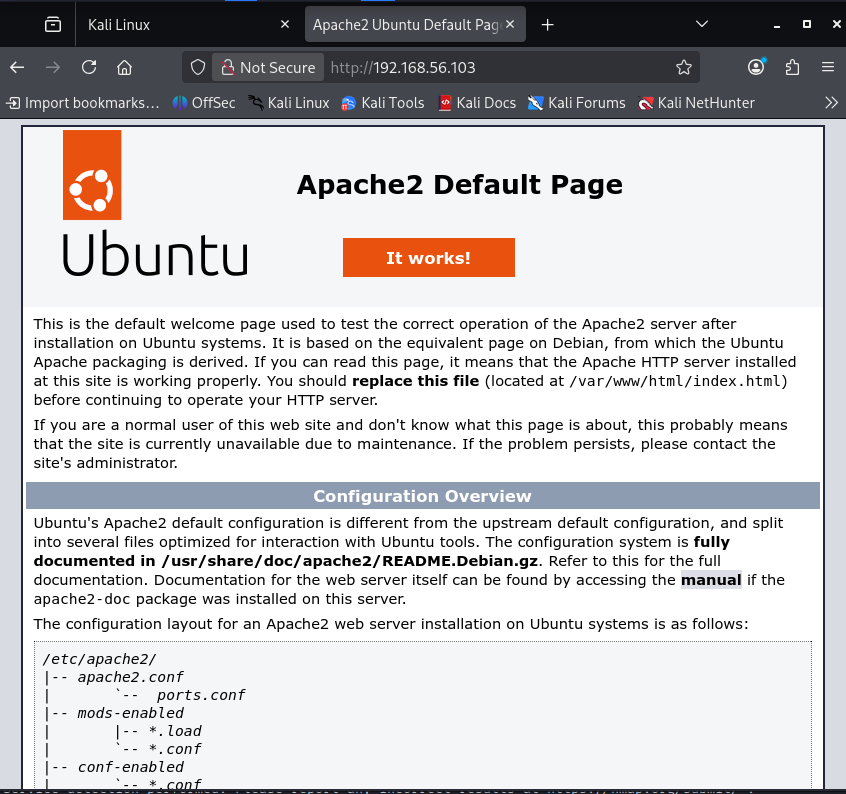 Kali Linux
Apache2 Ubuntu Default Pag
Not Secure http://192.168.56.103
Import bookmarks... OffSec Kali Linux Kali Tools Kali Docs Kali Forums Kali NetHunter
Ubuntu
Apache2 Default Page
It works!
This is the default welcome page used to test the correct operation of the Apache2 server after
installation on Ubuntu systems. It is based on the equivalent page on Debian, from which the Ubuntu
Apache packaging is derived. If you can read this page, it means that the Apache HTTP server installed
at this site is working properly. You should replace this file (located at /var/www/html/index.html)
before continuing to operate your HTTP server.
If you are a normal user of this web site and don't know what this page is about, this probably means
that the site is currently unavailable due to maintenance. If the problem persists, please contact the
site's administrator.
Configuration Overview
Ubuntu's Apache2 default configuration is different from the upstream default configuration, and split
into several files optimized for interaction with Ubuntu tools. The configuration system is fully
documented in /usr/share/doc/apache2/README.Debian.gz. Refer to this for the full
documentation. Documentation for the web server itself can be found by accessing the manual if the
apache2-doc package was installed on this server.
The configuration layout for an Apache2 web server installation on Ubuntu systems is as follows:
/etc/apache2/
|-- apache2.conf
|       `--  ports.conf
|-- mods-enabled
|       |-- *.load
|       `-- *.conf
|-- conf-enabled
|       `-- *.conf